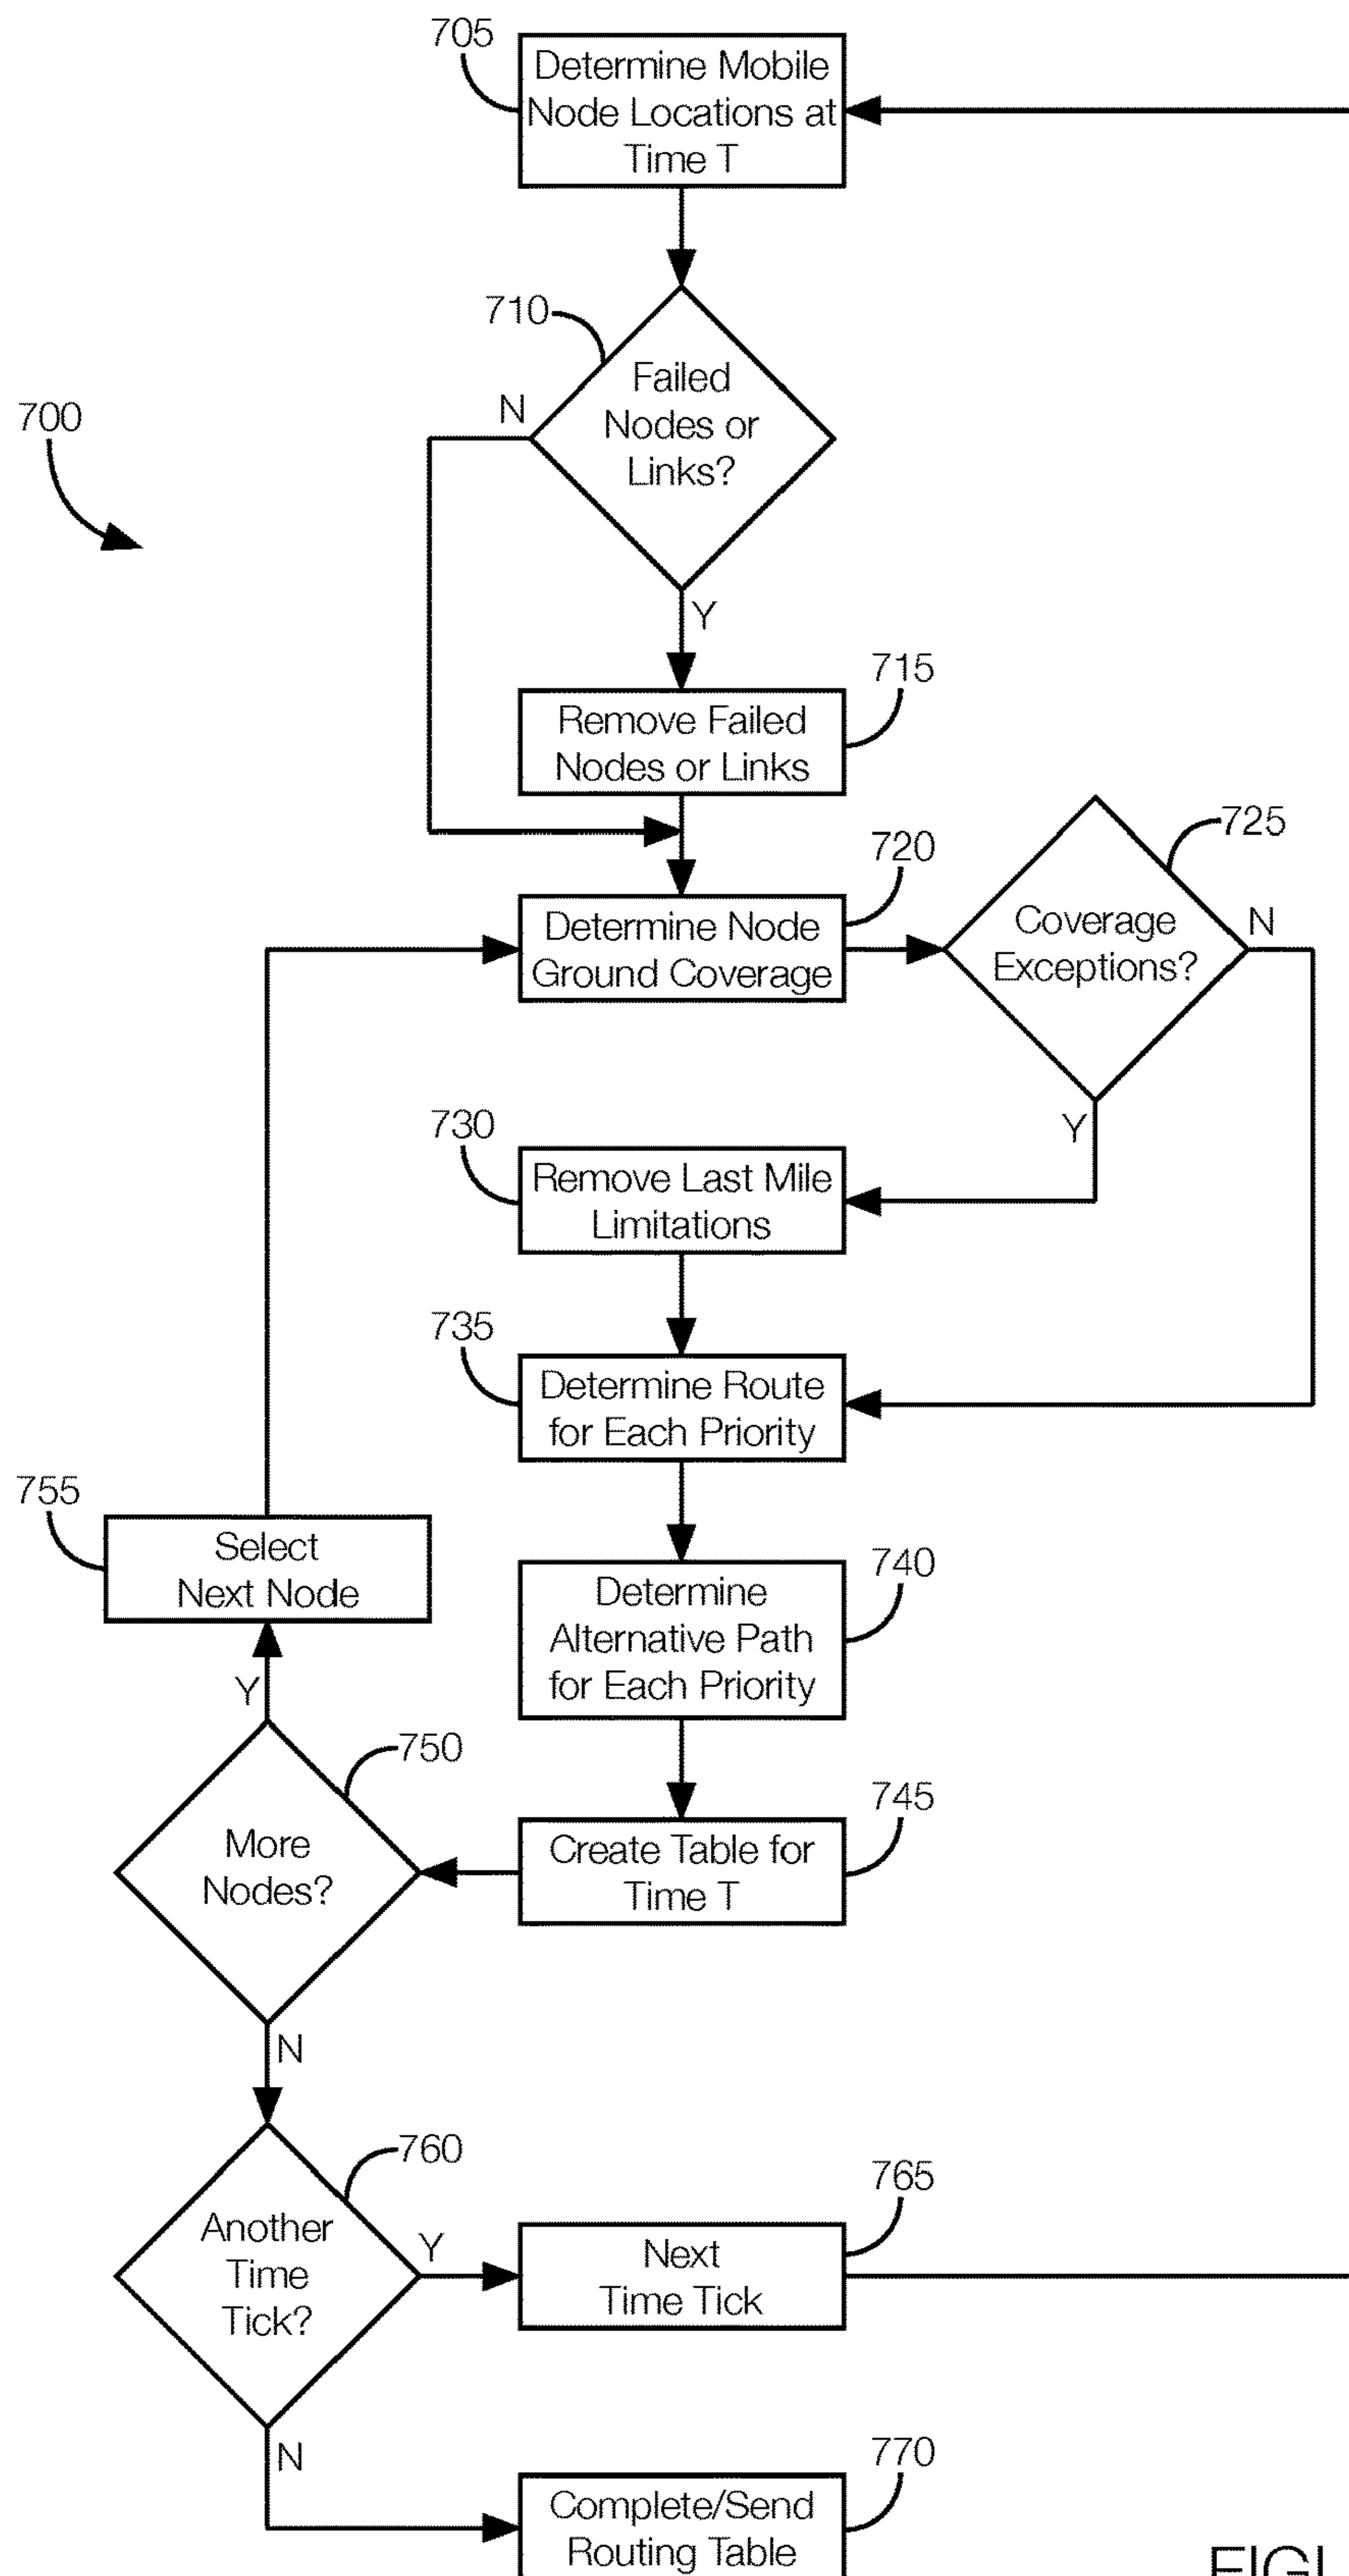 705
Determine Mobile
Node Locations at
Time T
710
Failed
Nodes or
Links?
N
700
Y
715
Remove Failed
Nodes or Links
720
725
Determine Node
Ground Coverage
Coverage
Exceptions?
N
Y
730
Remove Last Mile
Limitations
735
Determine Route
for Each Priority
755
Select
Next Node
740
Determine
Alternative Path
for Each Priority
Y
750
More
Nodes?
745
Create Table for
Time T
N
760
Another
Time
Tick?
Y
765
Next
Time Tick
N
770
Complete/Send
Routing Table